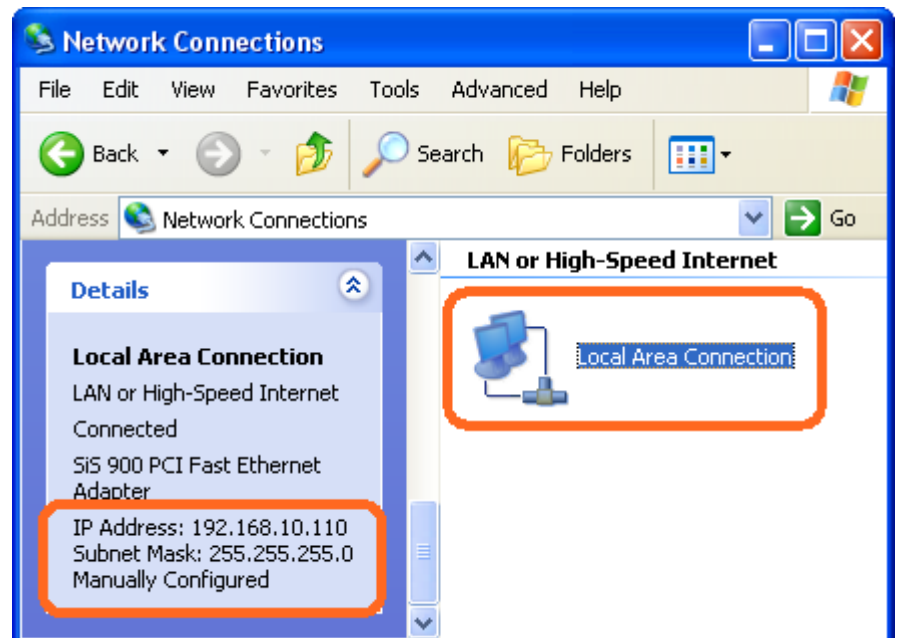 Network Connections
File Edit View Favorites Tools Advanced Help
Back Search Folders
Address Network Connections Go
Details
Local Area Connection
LAN or High-Speed Internet
Connected
SiS 900 PCI Fast Ethernet
Adapter
IP Address: 192.168.10.110
Subnet Mask: 255.255.255.0
Manually Configured
LAN or High-Speed Internet
Local Area Connection